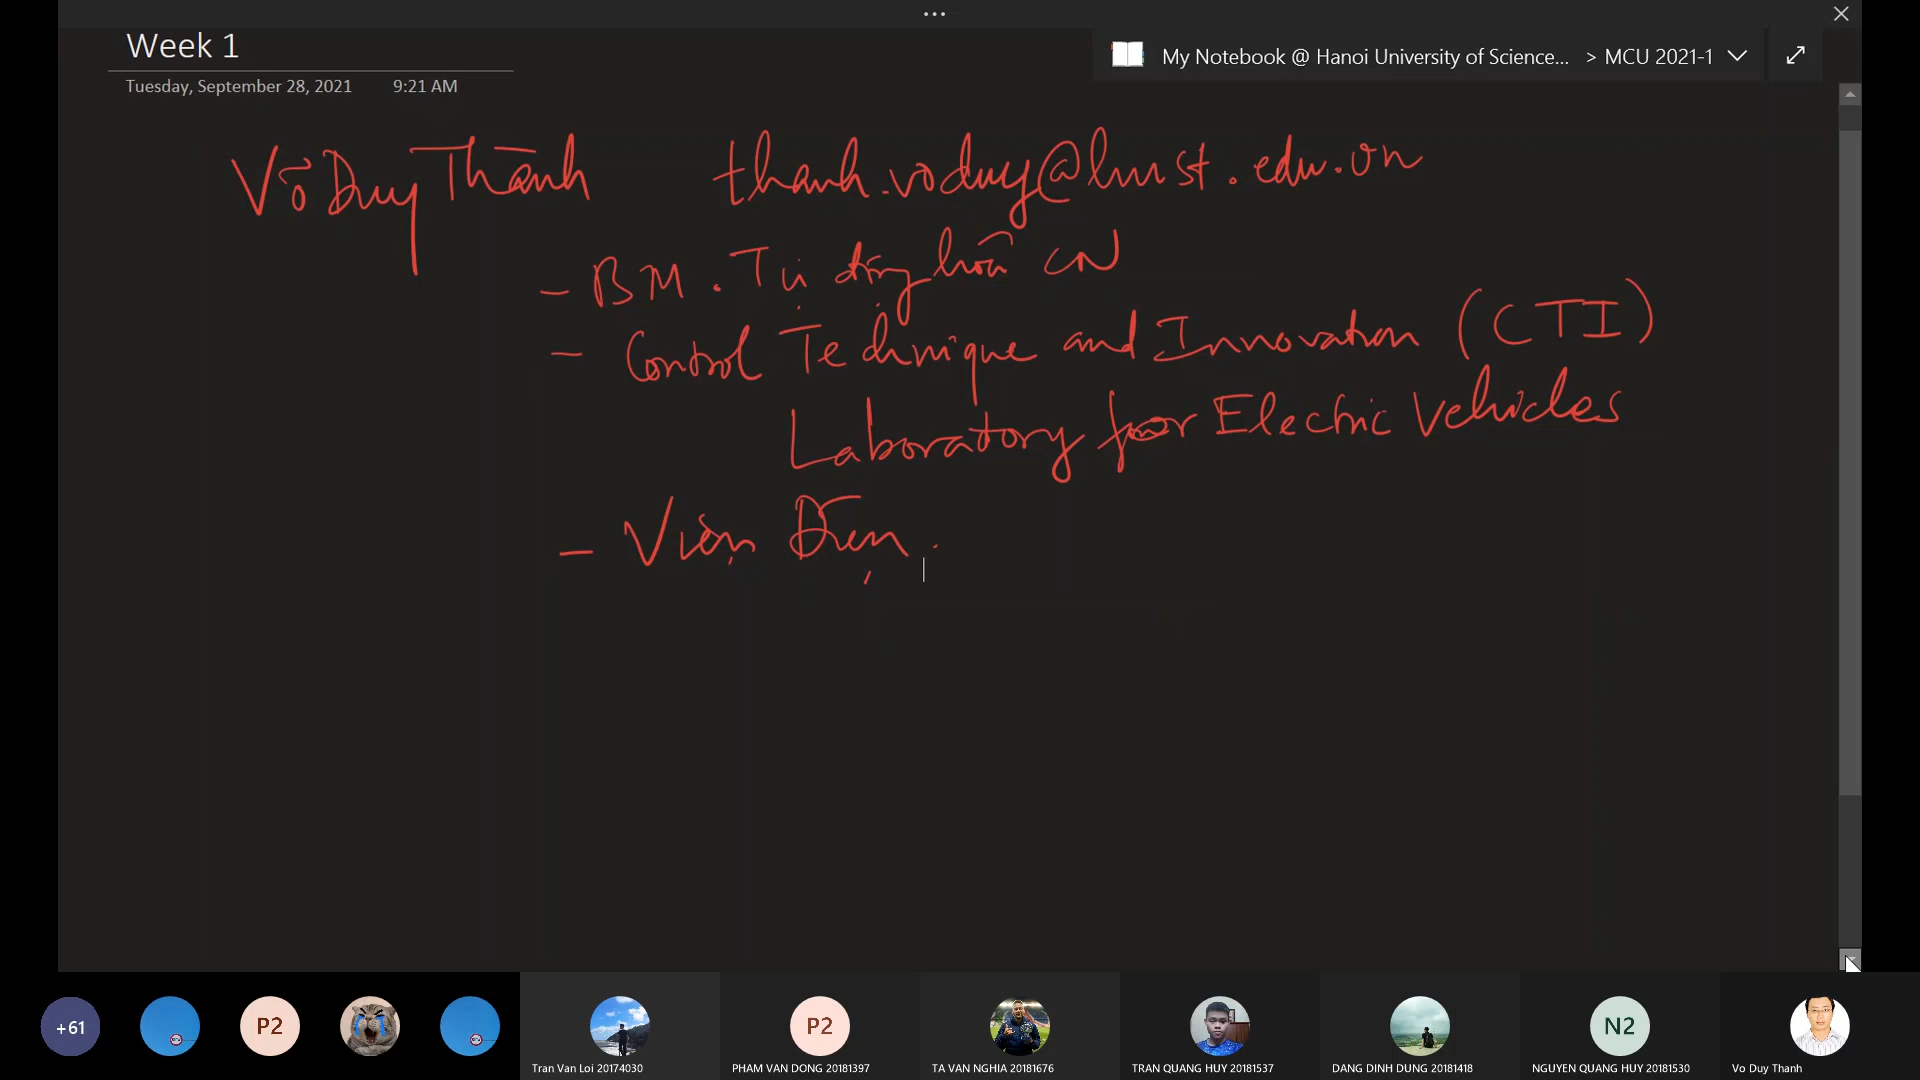 Week 1
Tuesday, September 28, 2021 9:21 AM
My Notebook @ Hanoi University of Science... > MCU 2021-1
Võ Duy Thành thanh.voduy@hust.edu.vn
- BM. Tự động hoá CN
- Control Technique and Innovation (CTI)
Laboratory for Electric Vehicles
- Viện Điện.
+61
P2
Tran Van Loi 20174030
P2
PHAM VAN DONG 20181397
TA VAN NGHIA 20181676
TRAN QUANG HUY 20181537
DANG DINH DUNG 20181418
N2
NGUYEN QUANG HUY 20181530
Vo Duy Thanh